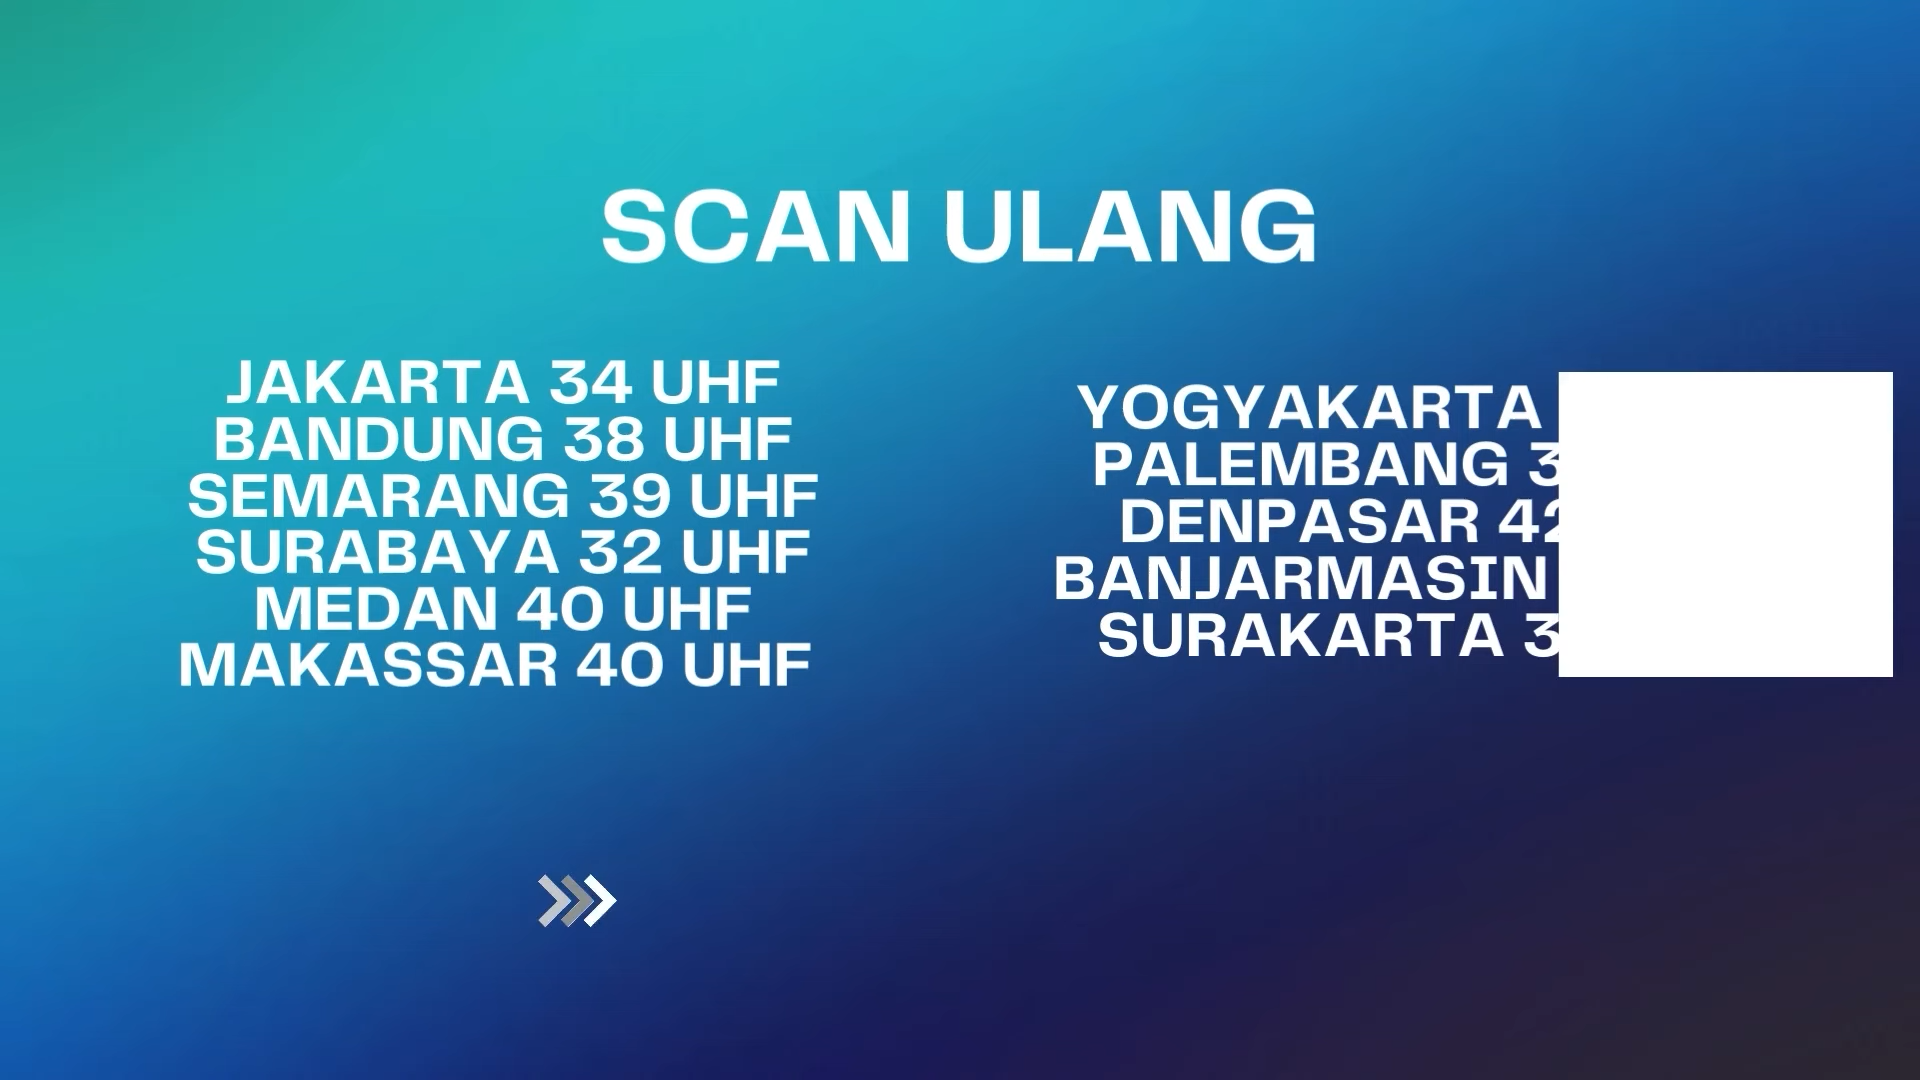 SCAN ULANG
JAKARTA 34 UHF
BANDUNG 38 UHF
SEMARANG 39 UHF
SURABAYA 32 UHF
MEDAN 40 UHF
MAKASSAR 40 UHF
YOGYAKARTA
PALEMBANG
DENPASAR
BANJARMASIN
SURAKARTA